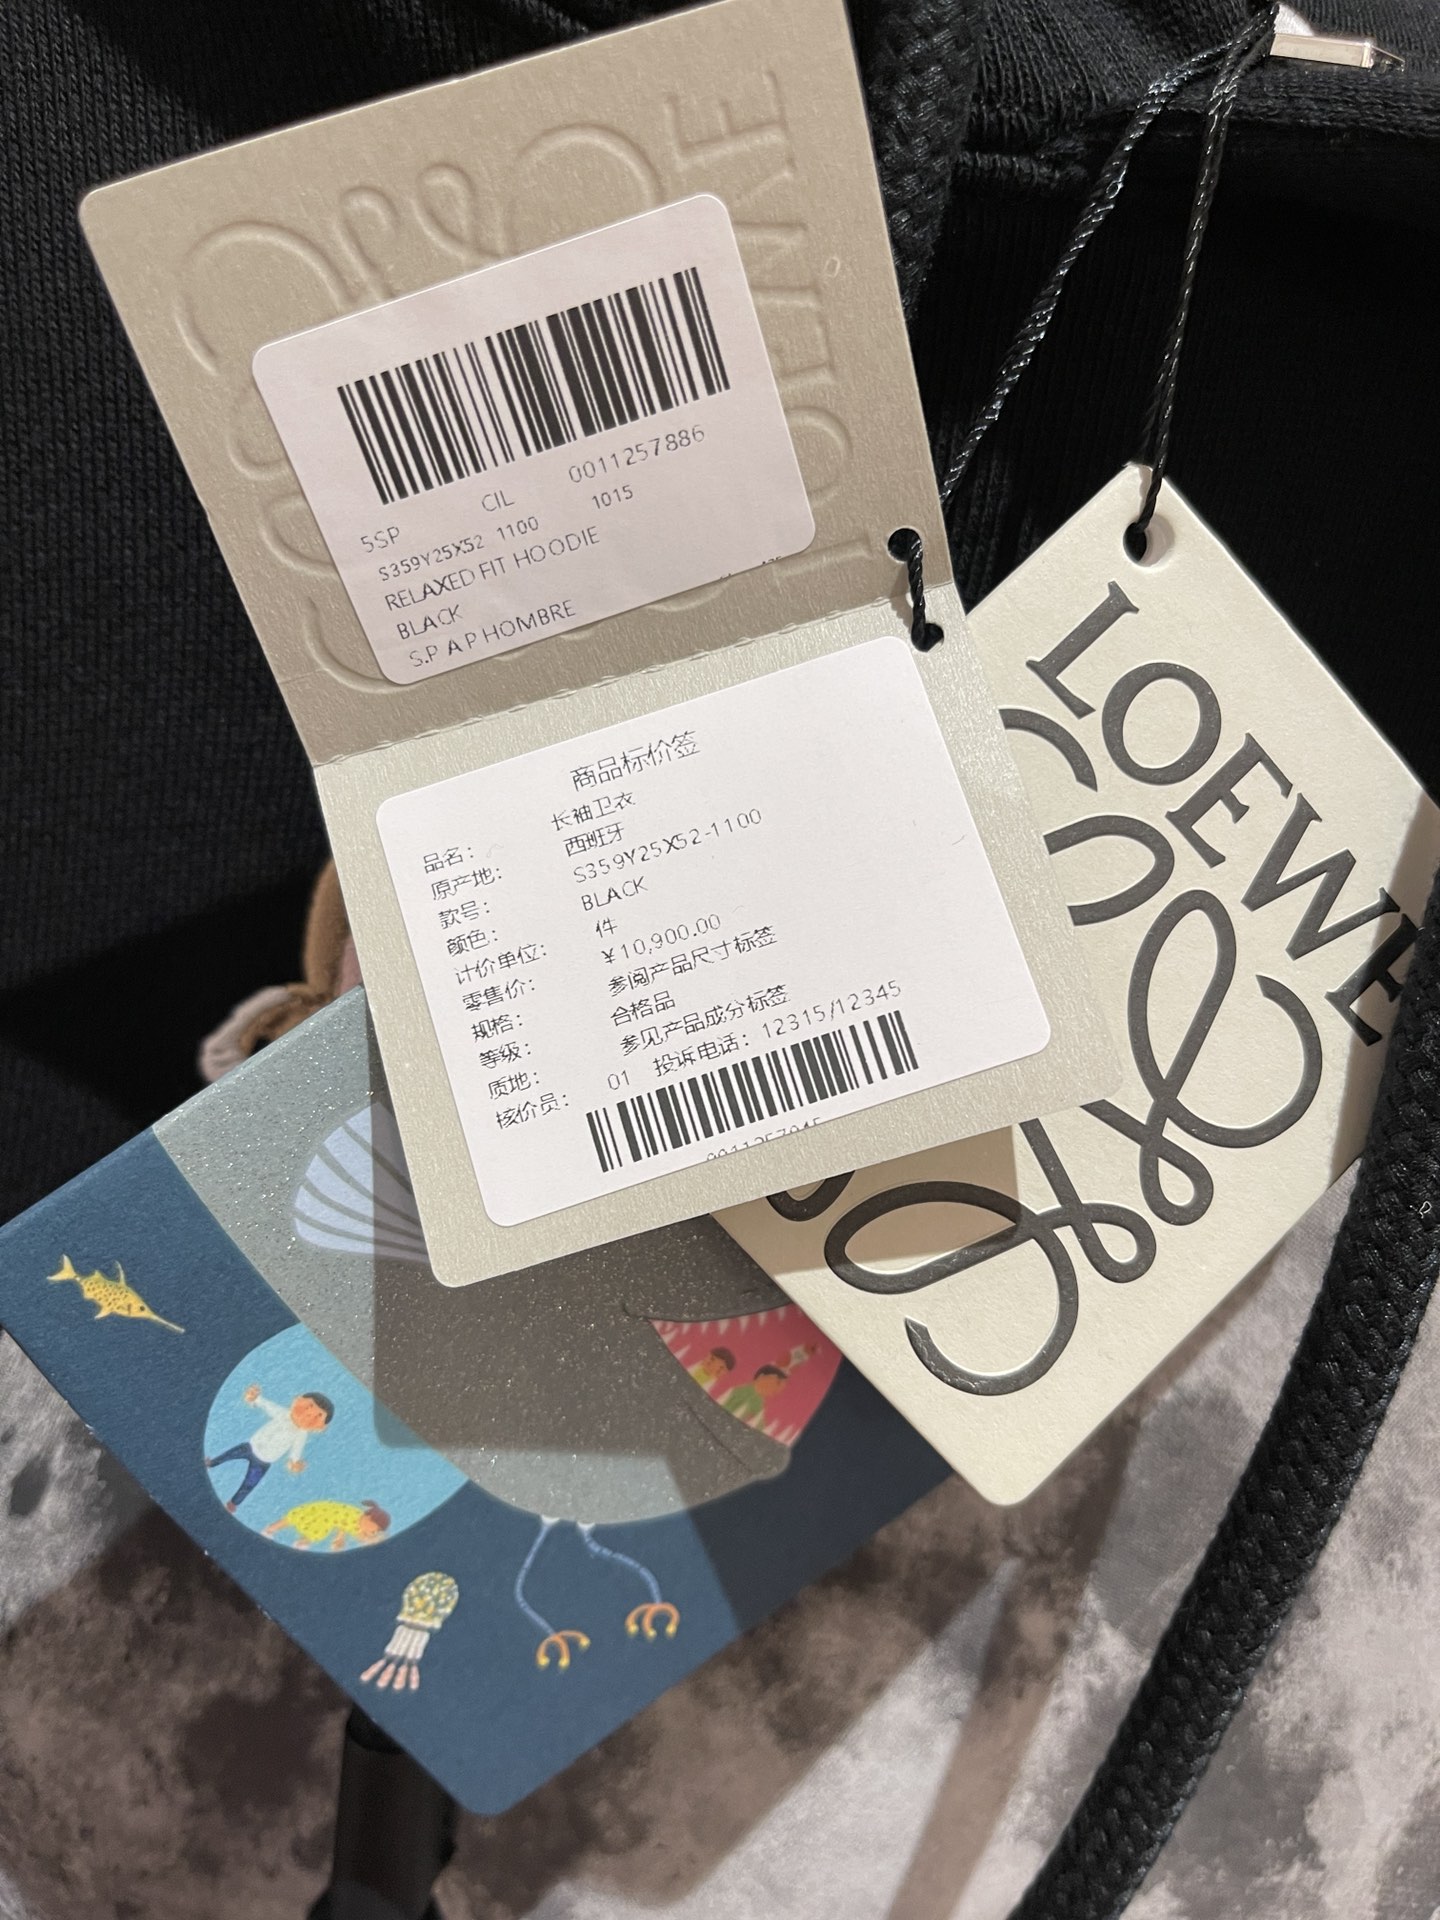 LOEWE
0011257886
5SP CIL 1015
S359Y25X52 1100
RELAXED FIT HOODIE
BLACK
S.P A P HOMBRE
商品标价签
品名： 长袖卫衣
原产地： 西班牙
款号： S359Y25X52-1100
颜色： BLACK
计价单位： 件
零售价： ¥10,900.00
规格： 参阅产品尺寸标签
等级： 合格品
质地： 参见产品成分标签
核价员： 01 投诉电话：12315/12345
LOEWE